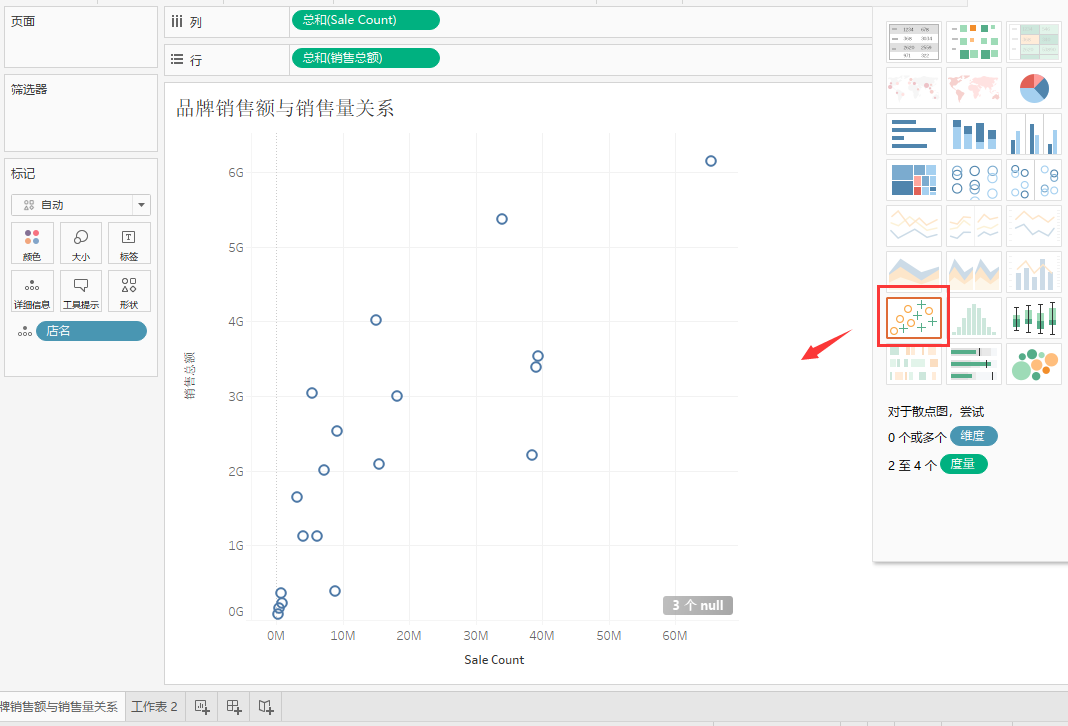 页面
列
总和(Sale Count)
行
总和(销售总额)
筛选器
标记
自动
颜色
大小
标签
详细信息
工具提示
形状
店名
品牌销售额与销售量关系
6G
5G
4G
3G
2G
1G
0G
销售总额
3 个 null
0M
10M
20M
30M
40M
50M
60M
Sale Count
对于散点图，尝试
0 个或多个 维度
2 至 4 个 度量
牌销售额与销售量关系
工作表 2